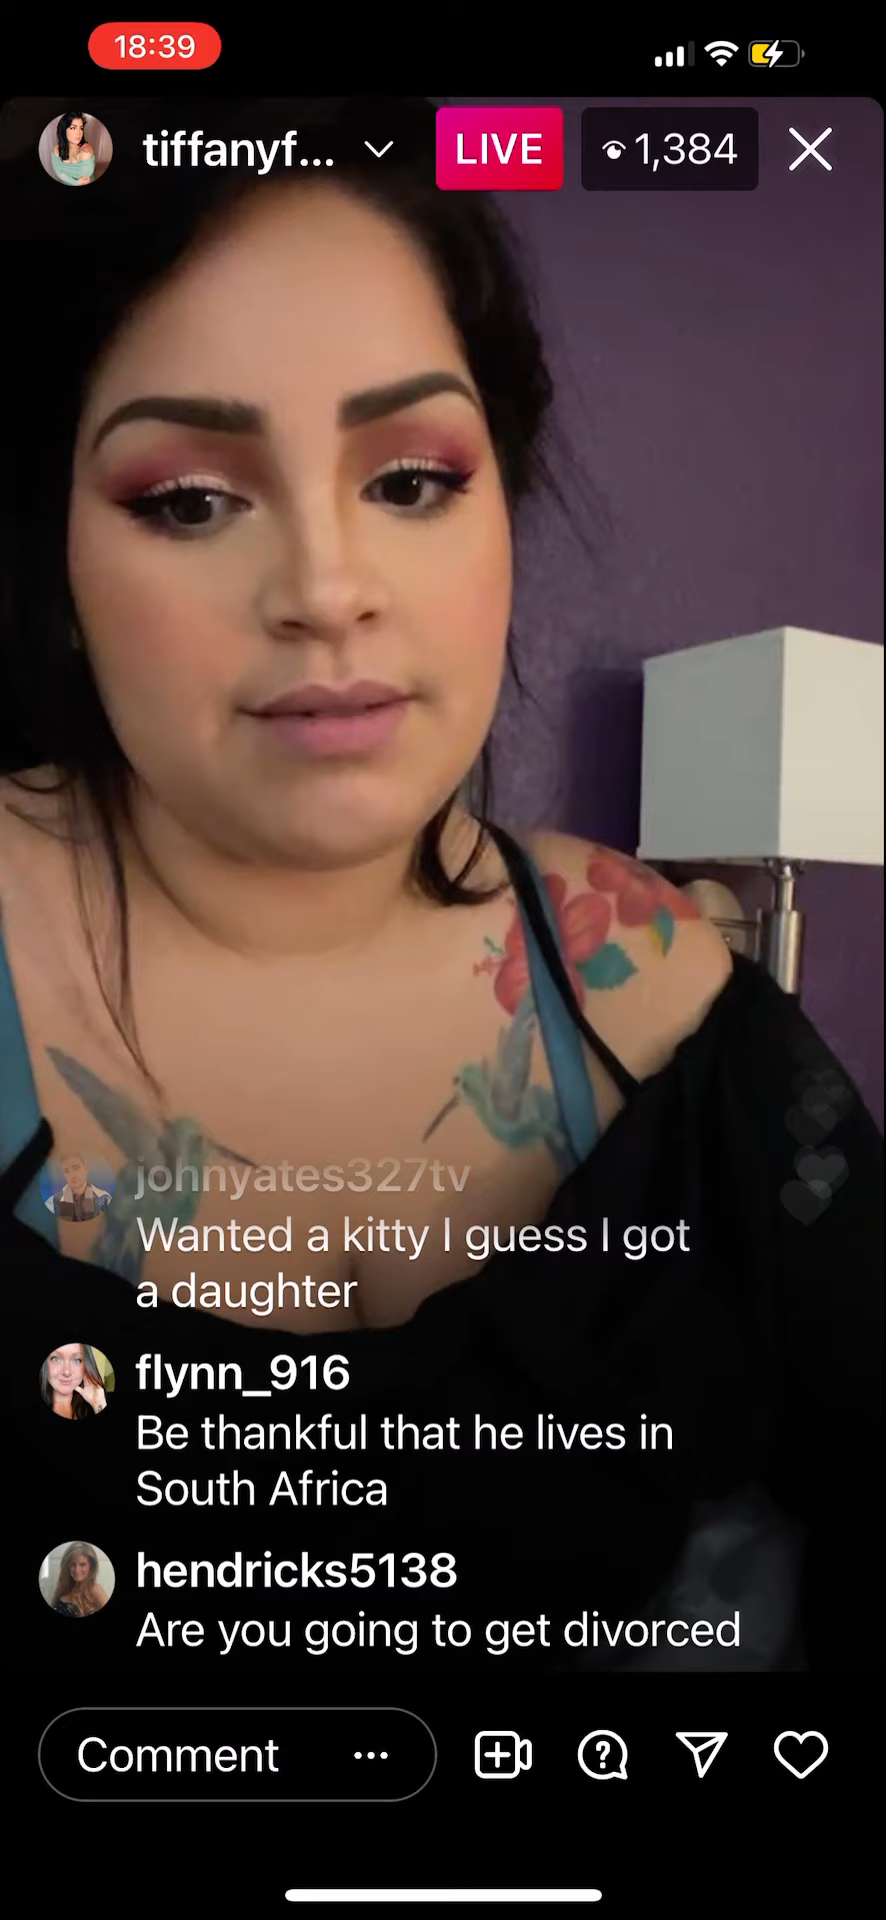 18:39
tiffanyf...
LIVE
1,384
johnyates327tv
Wanted a kitty I guess I got
a daughter
flynn_916
Be thankful that he lives in
South Africa
hendricks5138
Are you going to get divorced
Comment